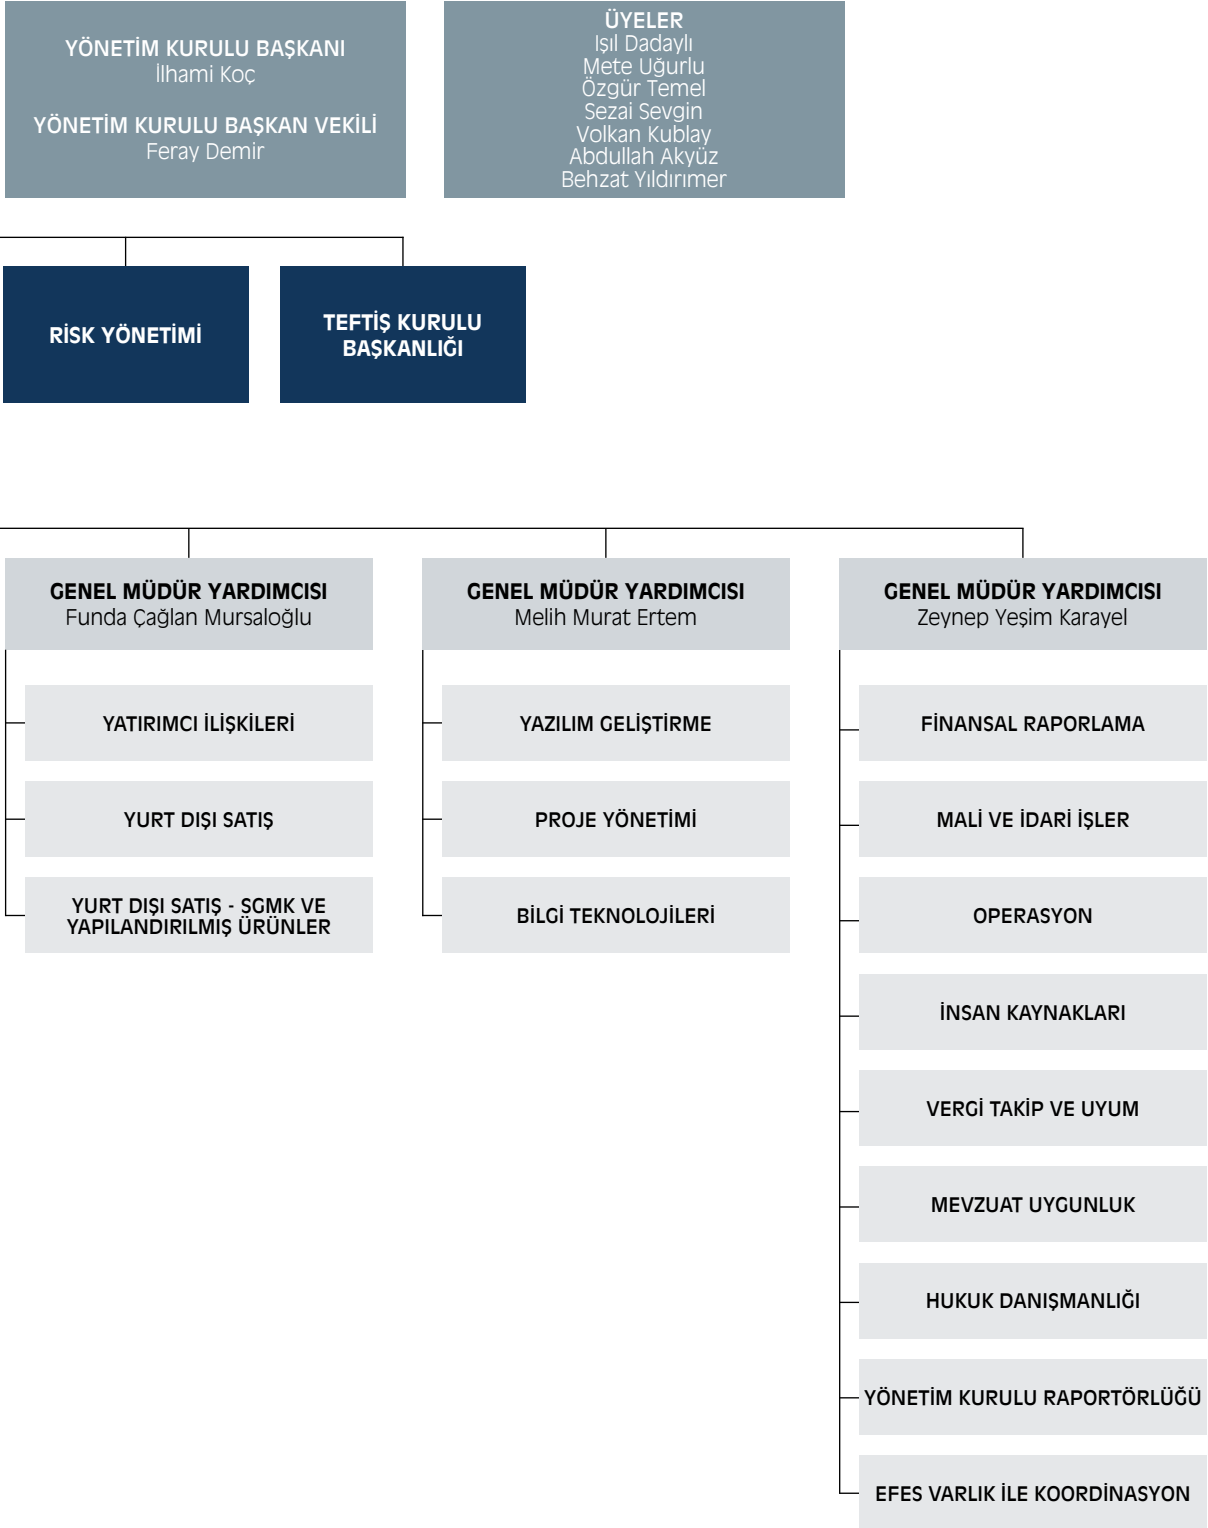 YÖNETİM KURULU BAŞKANI
İlhami Koç
YÖNETİM KURULU BAŞKAN VEKİLİ
Feray Demir
ÜYELER
Işıl Dadaylı
Mete Uğurlu
Özgür Temel
Sezai Sevgin
Volkan Kublay
Abdullah Akyüz
Behzat Yıldırımer
RİSK YÖNETİMİ
TEFTİŞ KURULU
BAŞKANLIĞI
GENEL MÜDÜR YARDIMCISI
Funda Çağlan Mursaloğlu
YATIRIMCI İLİŞKİLERİ
YURT DIŞI SATIŞ
YURT DIŞI SATIŞ - SGMK VE
YAPILANDIRILMIŞ ÜRÜNLER
GENEL MÜDÜR YARDIMCISI
Melih Murat Ertem
YAZILIM GELİŞTİRME
PROJE YÖNETİMİ
BİLGİ TEKNOLOJİLERİ
GENEL MÜDÜR YARDIMCISI
Zeynep Yeşim Karayel
FİNANSAL RAPORLAMA
MALİ VE İDARİ İŞLER
OPERASYON
İNSAN KAYNAKLARI
VERGİ TAKİP VE UYUM
MEVZUAT UYGUNLUK
HUKUK DANIŞMANLIĞI
YÖNETİM KURULU RAPORTÖRLÜĞÜ
EFES VARLIK İLE KOORDİNASYON